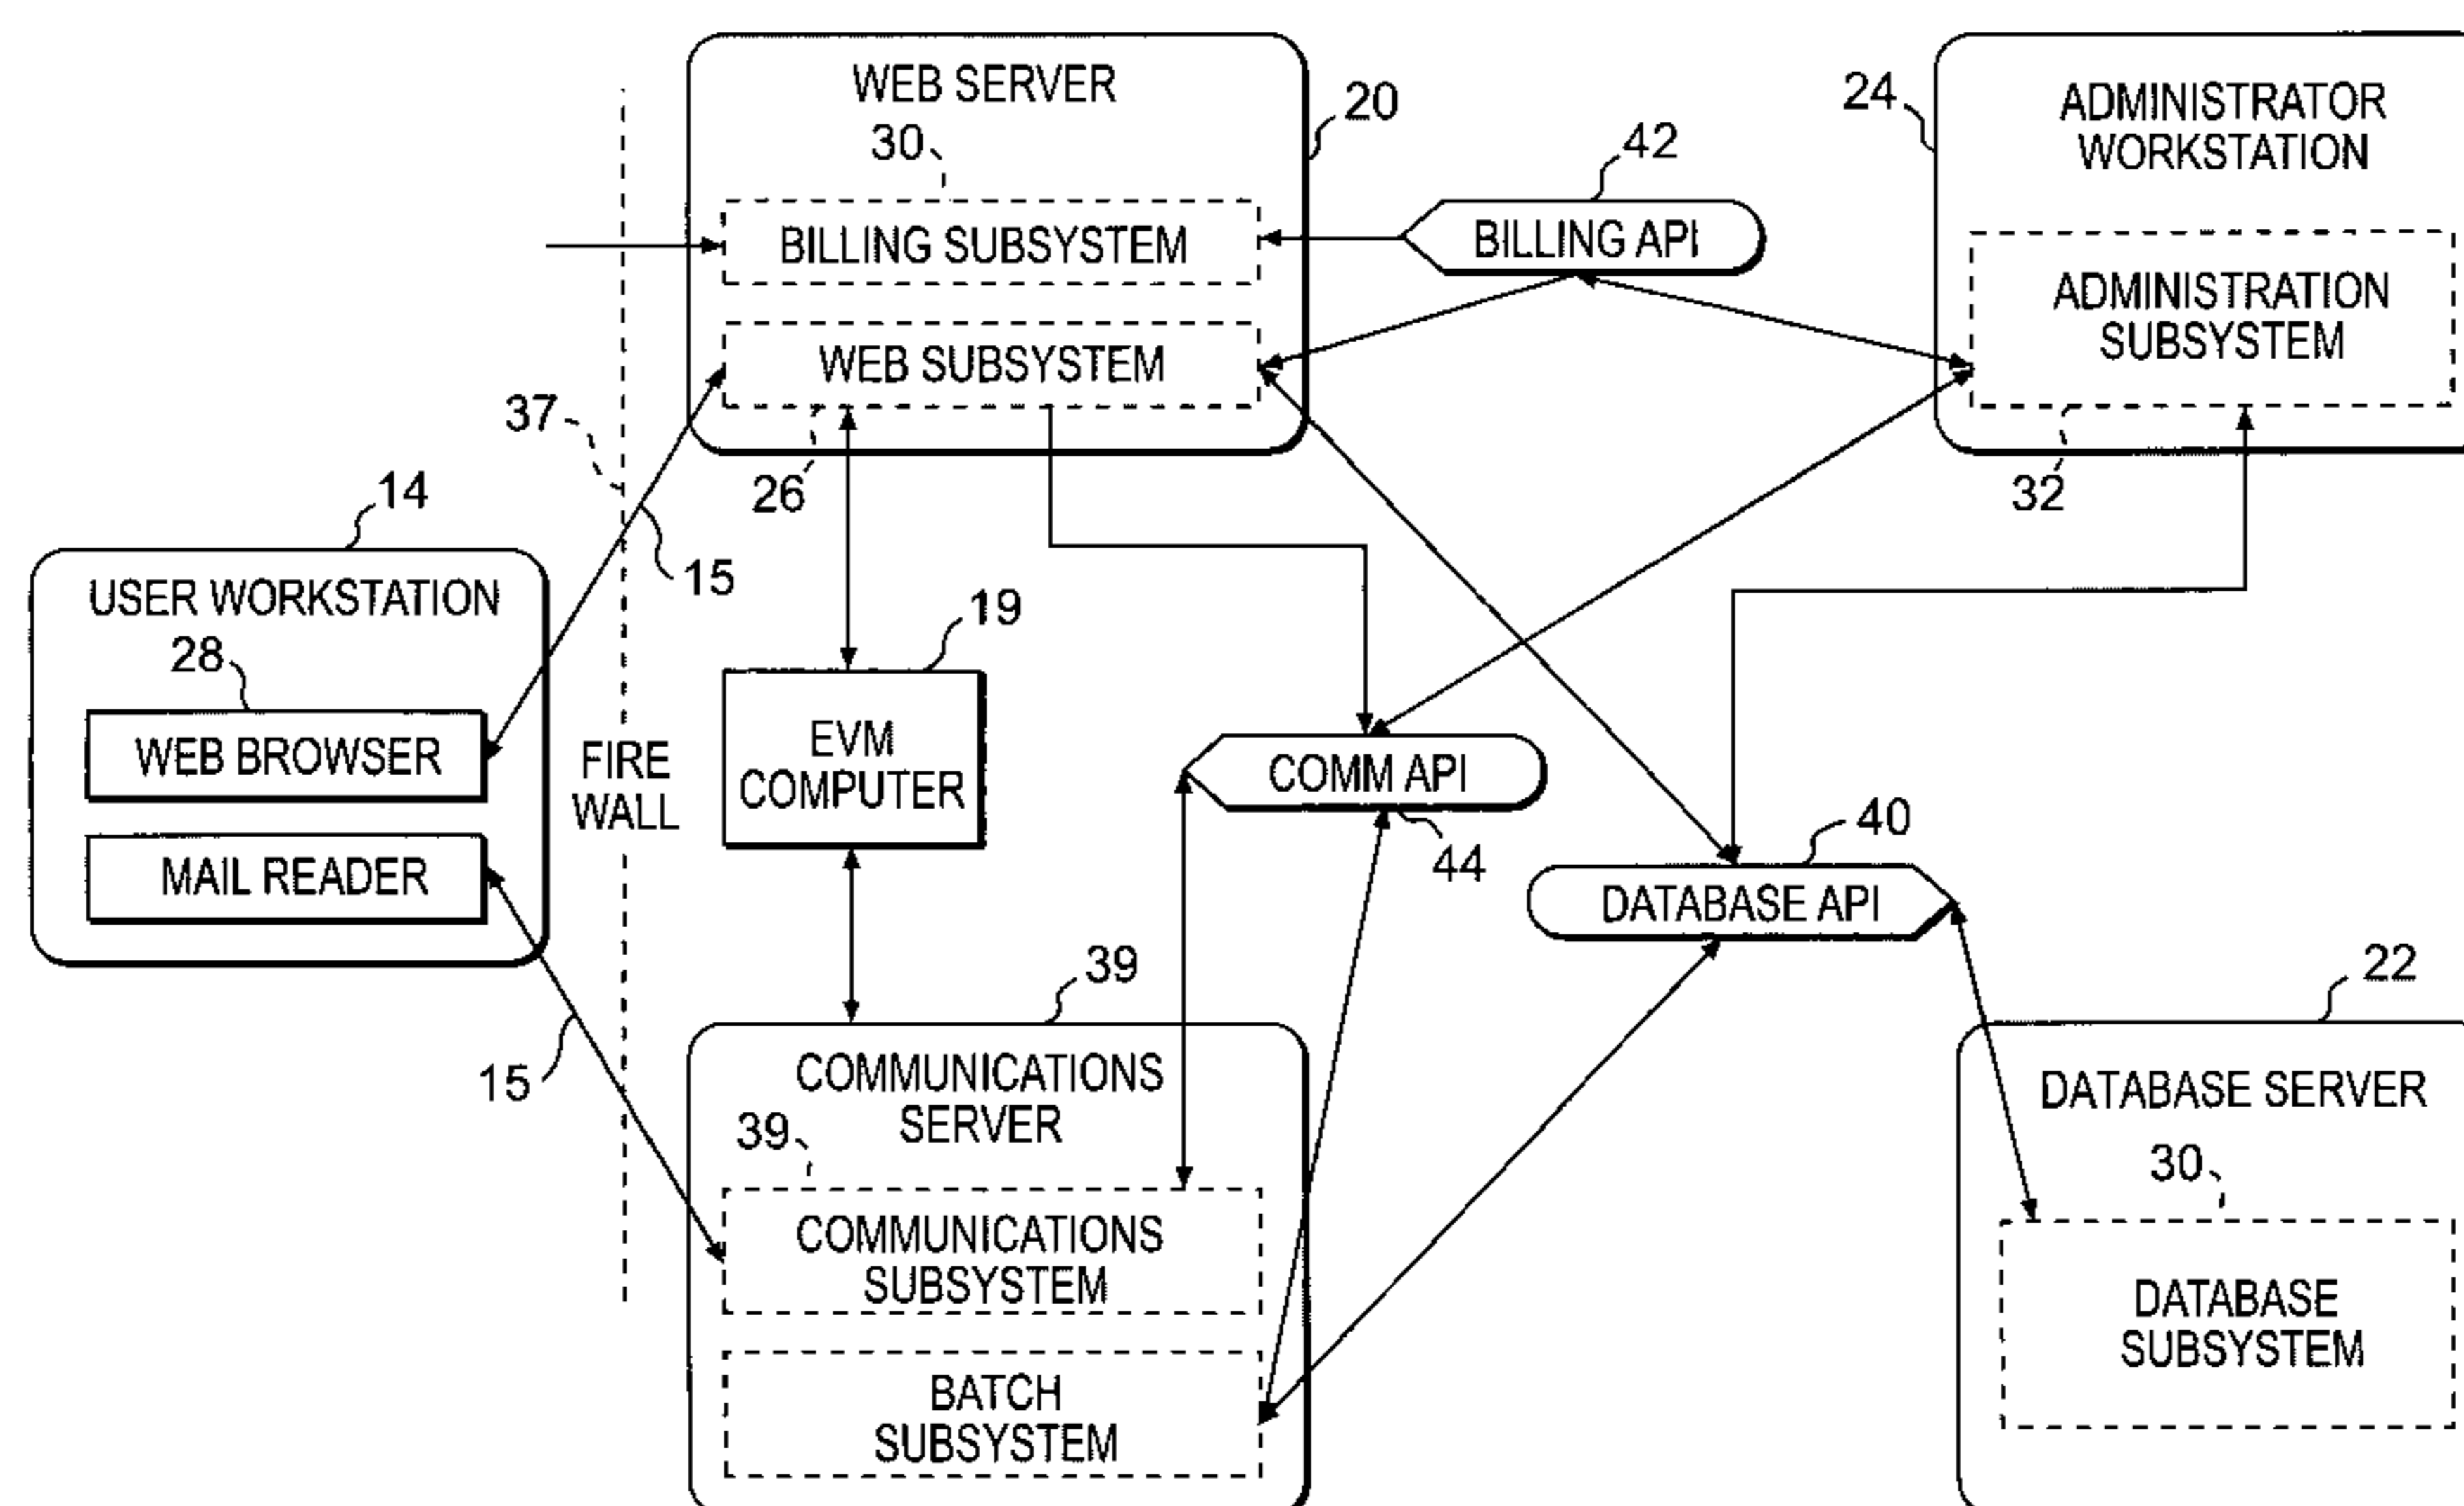 WEB SERVER
30
20
BILLING SUBSYSTEM
WEB SUBSYSTEM
26
42
BILLING API
24
ADMINISTRATOR
WORKSTATION
ADMINISTRATION
SUBSYSTEM
32
37
15
14
USER WORKSTATION
28
WEB BROWSER
MAIL READER
FIRE
WALL
19
EVM
COMPUTER
COMM API
44
40
DATABASE API
15
39
COMMUNICATIONS
SERVER
39
COMMUNICATIONS
SUBSYSTEM
BATCH
SUBSYSTEM
22
DATABASE SERVER
30
DATABASE
SUBSYSTEM